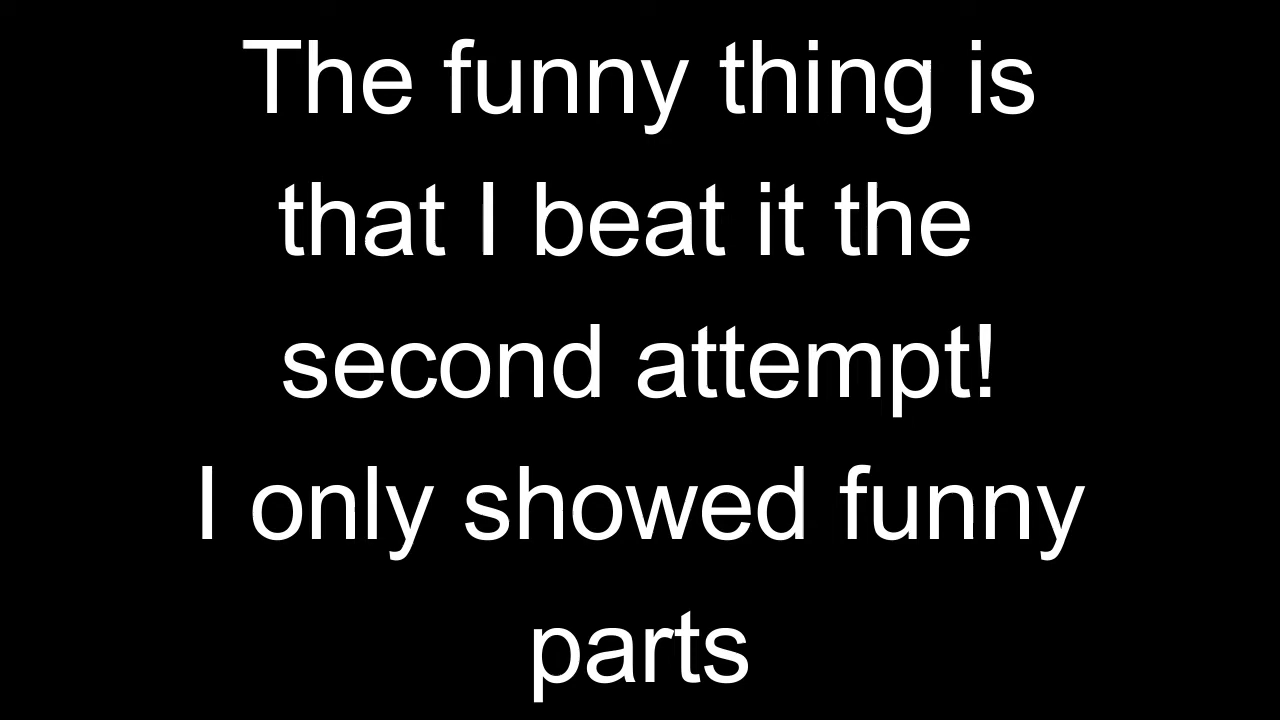 The funny thing is
that I beat it the
second attempt!
I only showed funny
parts